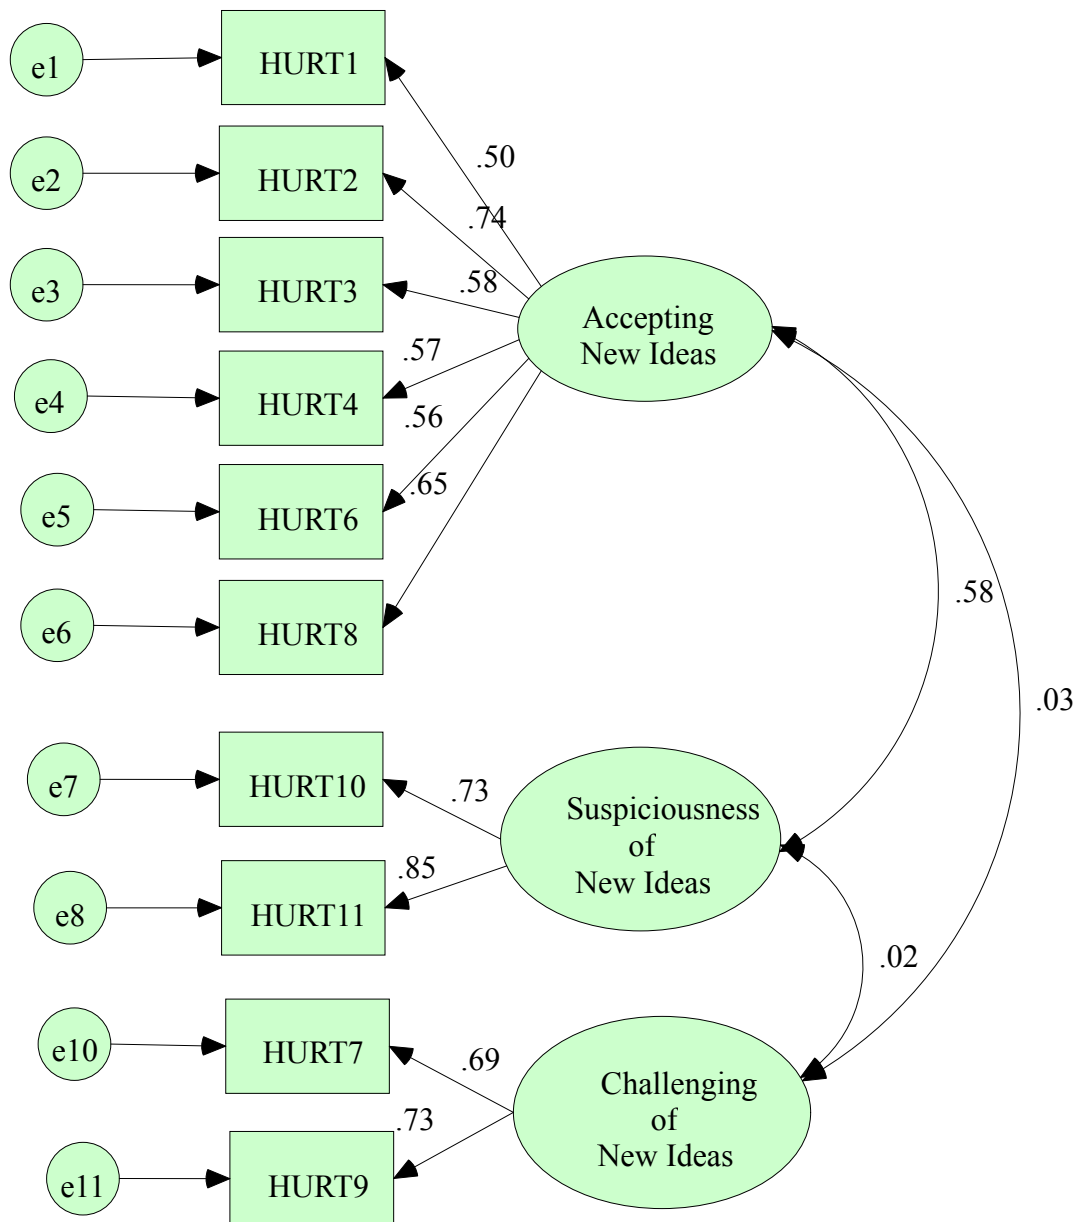 e1
HURT1
.50
e2
HURT2
.74
e3
HURT3
.58
Accepting
New Ideas
e4
HURT4
.57
.56
e5
HURT6
.65
.58
e6
HURT8
.03
e7
HURT10
.73
Suspiciousness
of
New Ideas
e8
HURT11
.85
.02
e10
HURT7
.69
Challenging
of
New Ideas
e11
HURT9
.73